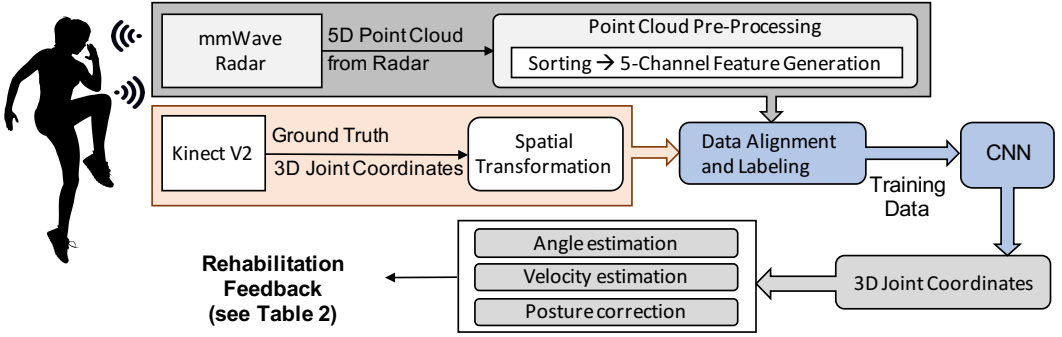 mmWave
Radar
5D Point Cloud
from Radar
Point Cloud Pre-Processing
Sorting → 5-Channel Feature Generation
Kinect V2
Ground Truth
3D Joint Coordinates
Spatial
Transformation
Data Alignment
and Labeling
Training
Data
CNN
3D Joint Coordinates
Angle estimation
Velocity estimation
Posture correction
Rehabilitation
Feedback
(see Table 2)